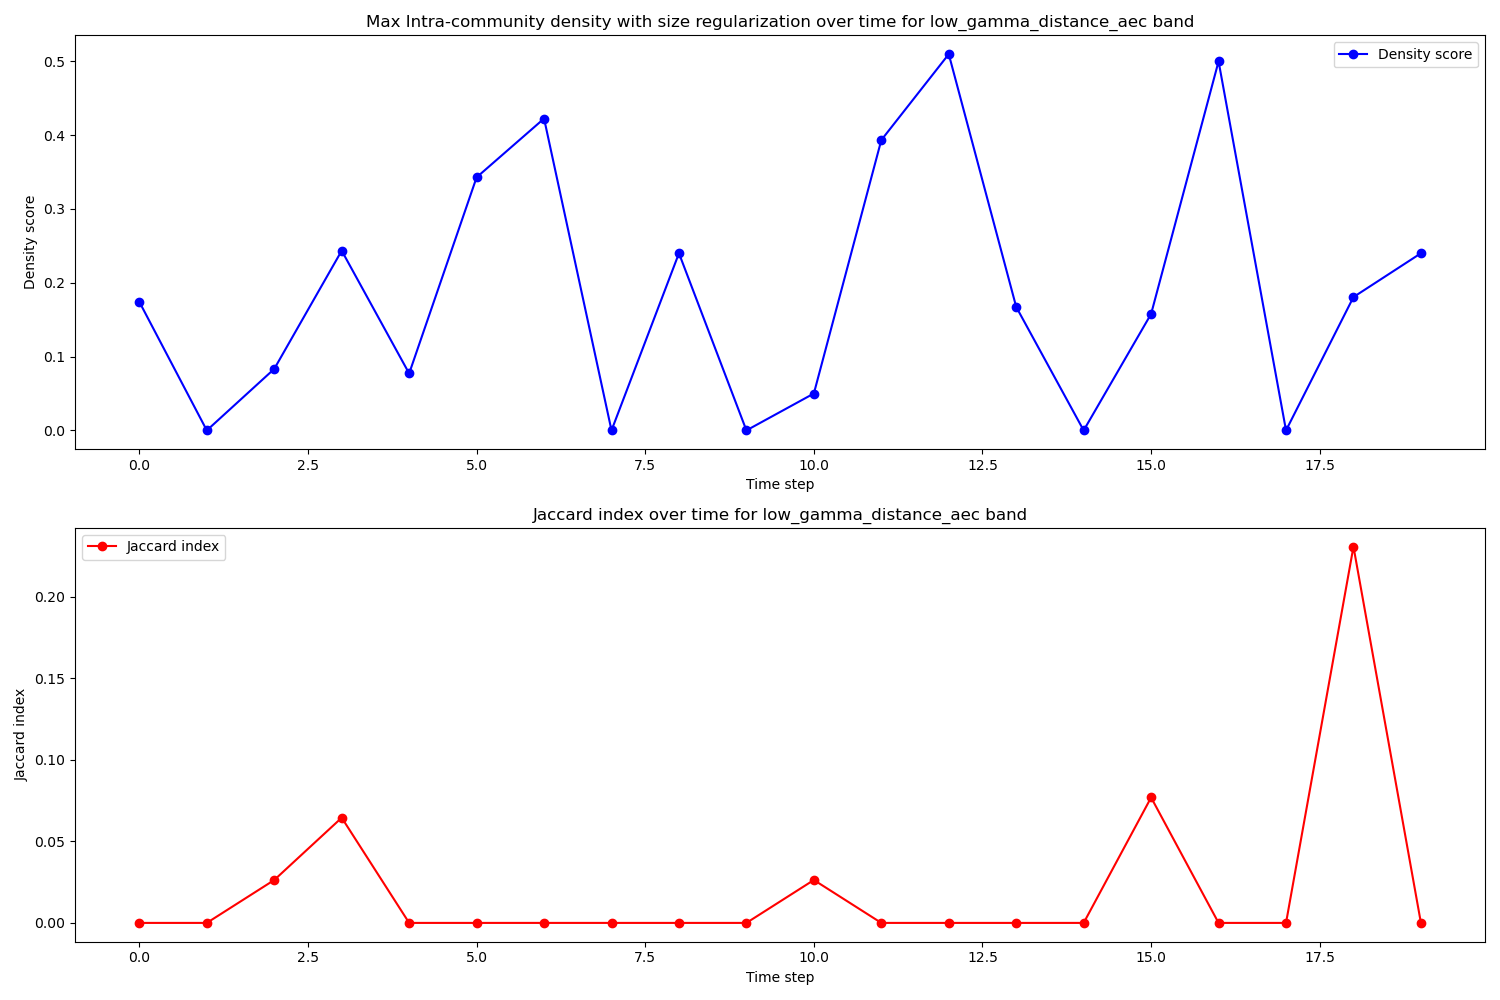 Max Intra-community density with size regularization over time for low_gamma_distance_aec band
Density score
0.5
0.4
0.3
0.2
0.1
0.0
Density score
0.0 2.5 5.0 7.5 10.0 12.5 15.0 17.5
Time step
Jaccard index over time for low_gamma_distance_aec band
Jaccard index
0.20
0.15
0.10
0.05
0.00
Jaccard index
0.0 2.5 5.0 7.5 10.0 12.5 15.0 17.5
Time step